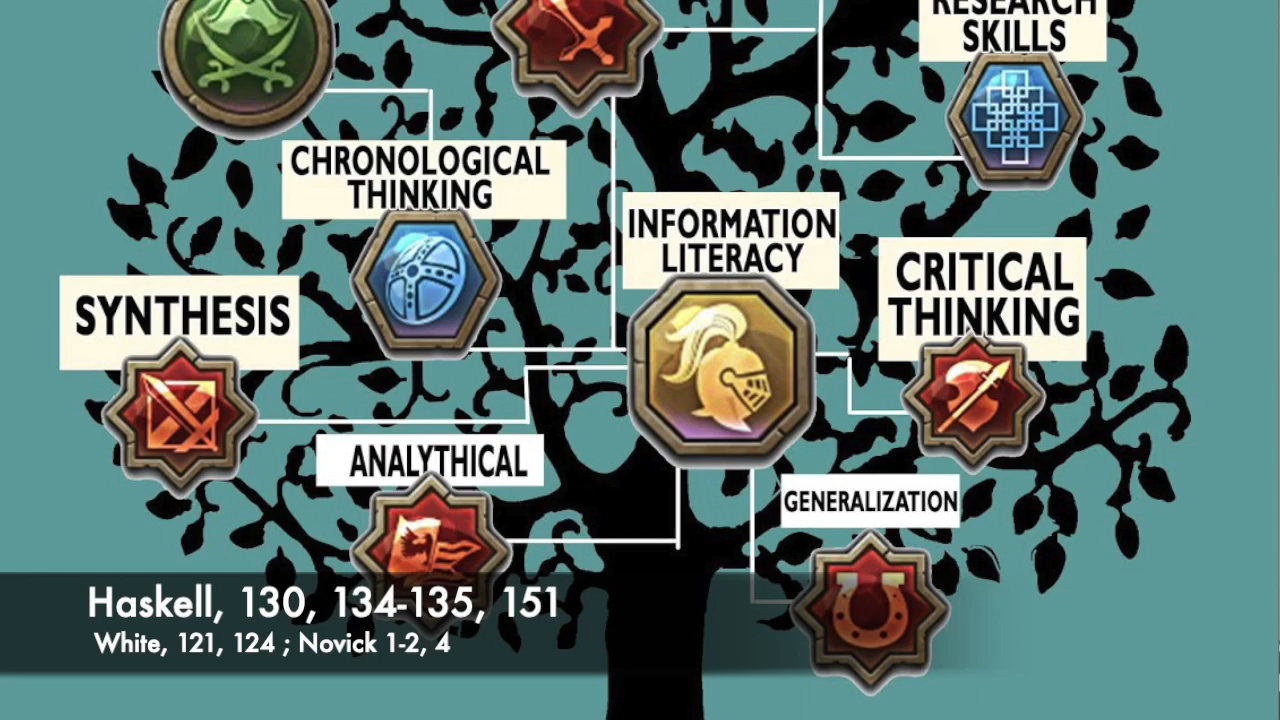 RESEARCH
SKILLS
CHRONOLOGICAL
THINKING
INFORMATION
LITERACY
CRITICAL
THINKING
SYNTHESIS
ANALYTHICAL
GENERALIZATION
Haskell, 130, 134-135, 151
White, 121, 124 ; Novick 1-2, 4